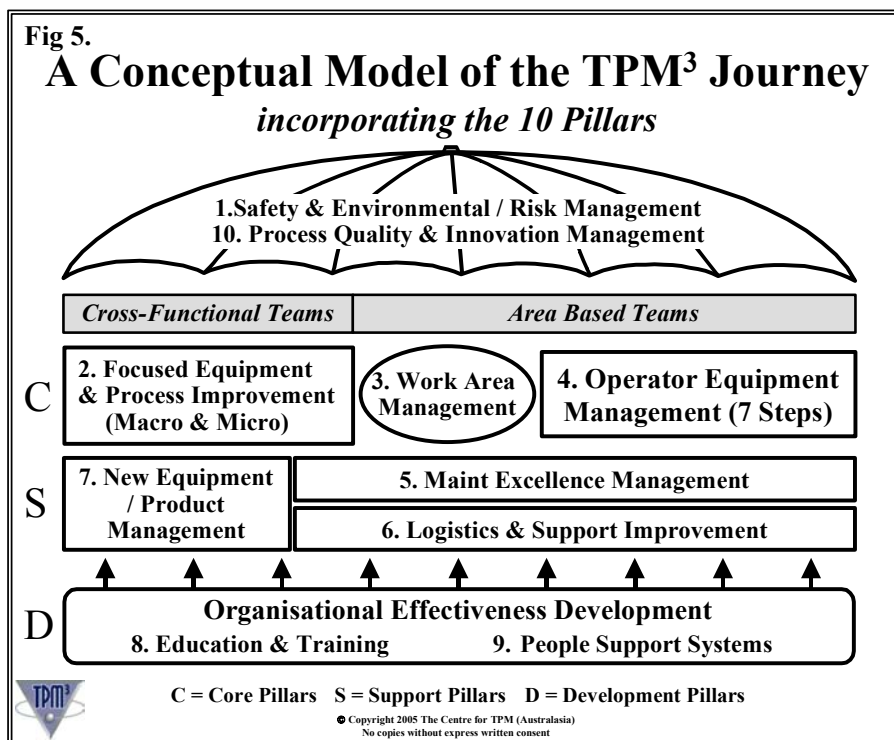 Fig 5.
A Conceptual Model of the TPM³ Journey
incorporating the 10 Pillars
1.Safety & Environmental / Risk Management
10. Process Quality & Innovation Management
Cross-Functional Teams
Area Based Teams
C
2. Focused Equipment
& Process Improvement
(Macro & Micro)
3. Work Area
Management
4. Operator Equipment
Management (7 Steps)
S
7. New Equipment
/ Product
Management
5. Maint Excellence Management
6. Logistics & Support Improvement
D
Organisational Effectiveness Development
8. Education & Training
9. People Support Systems
TPM³
C = Core Pillars S = Support Pillars D = Development Pillars
© Copyright 2005 The Centre for TPM (Australasia)
No copies without express written consent